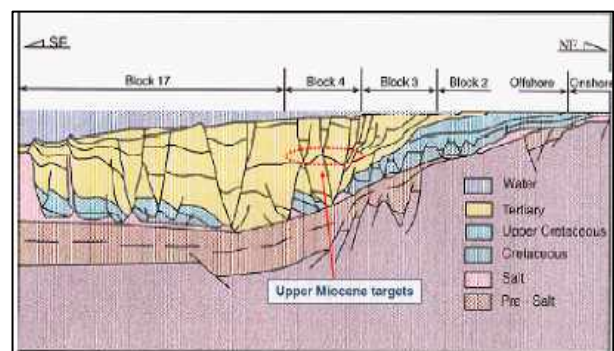 SE NE
Block 17 Block 4 Block 3 Block 2 Offshore Onshore
Water
Tertiary
Upper Cretaceous
Cretaceous
Salt
Pre - Salt
Upper Miocene targets